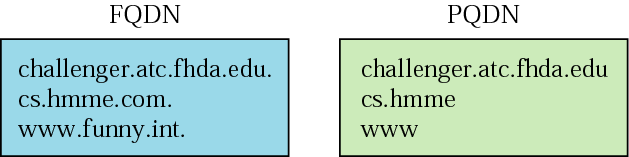 FQDN
challenger.atc.fhda.edu.
cs.hmme.com.
www.funny.int.
PQDN
challenger.atc.fhda.edu
cs.hmme
www